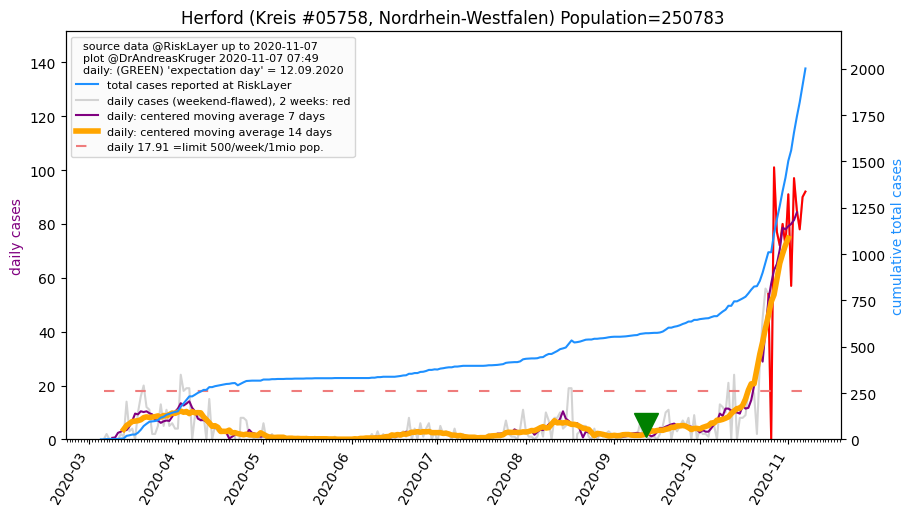 Herford (Kreis #05758, Nordrhein-Westfalen) Population=250783
source data @RiskLayer up to 2020-11-07
plot @DrAndreasKruger 2020-11-07 07:49
daily: (GREEN) 'expectation day' = 12.09.2020
total cases reported at RiskLayer
daily cases (weekend-flawed), 2 weeks: red
daily: centered moving average 7 days
daily: centered moving average 14 days
daily 17.91 =limit 500/week/1mio pop.
daily cases
140
120
100
80
60
40
20
0
cumulative total cases
2000
1750
1500
1250
1000
750
500
250
0
2020-03
2020-04
2020-05
2020-06
2020-07
2020-08
2020-09
2020-10
2020-11